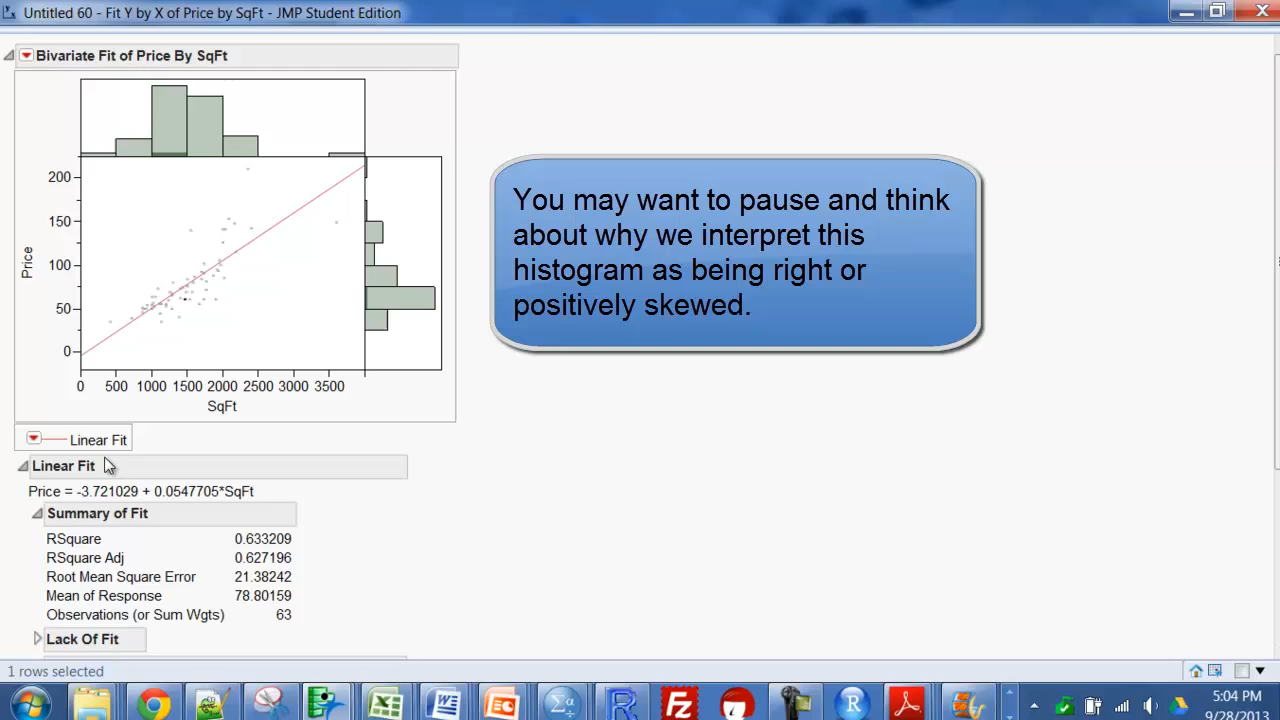 Untitled 60 - Fit Y by X of Price by SqFt - JMP Student Edition
Bivariate Fit of Price By SqFt
200
150
100
50
0
Price
0 500 1000 1500 2000 2500 3000 3500
SqFt
You may want to pause and think
about why we interpret this
histogram as being right or
positively skewed.
Linear Fit
Linear Fit
Price = -3.721029 + 0.0547705*SqFt
Summary of Fit
RSquare 0.633209
RSquare Adj 0.627196
Root Mean Square Error 21.38242
Mean of Response 78.80159
Observations (or Sum Wgts) 63
Lack Of Fit
1 rows selected
5:04 PM
9/28/2013